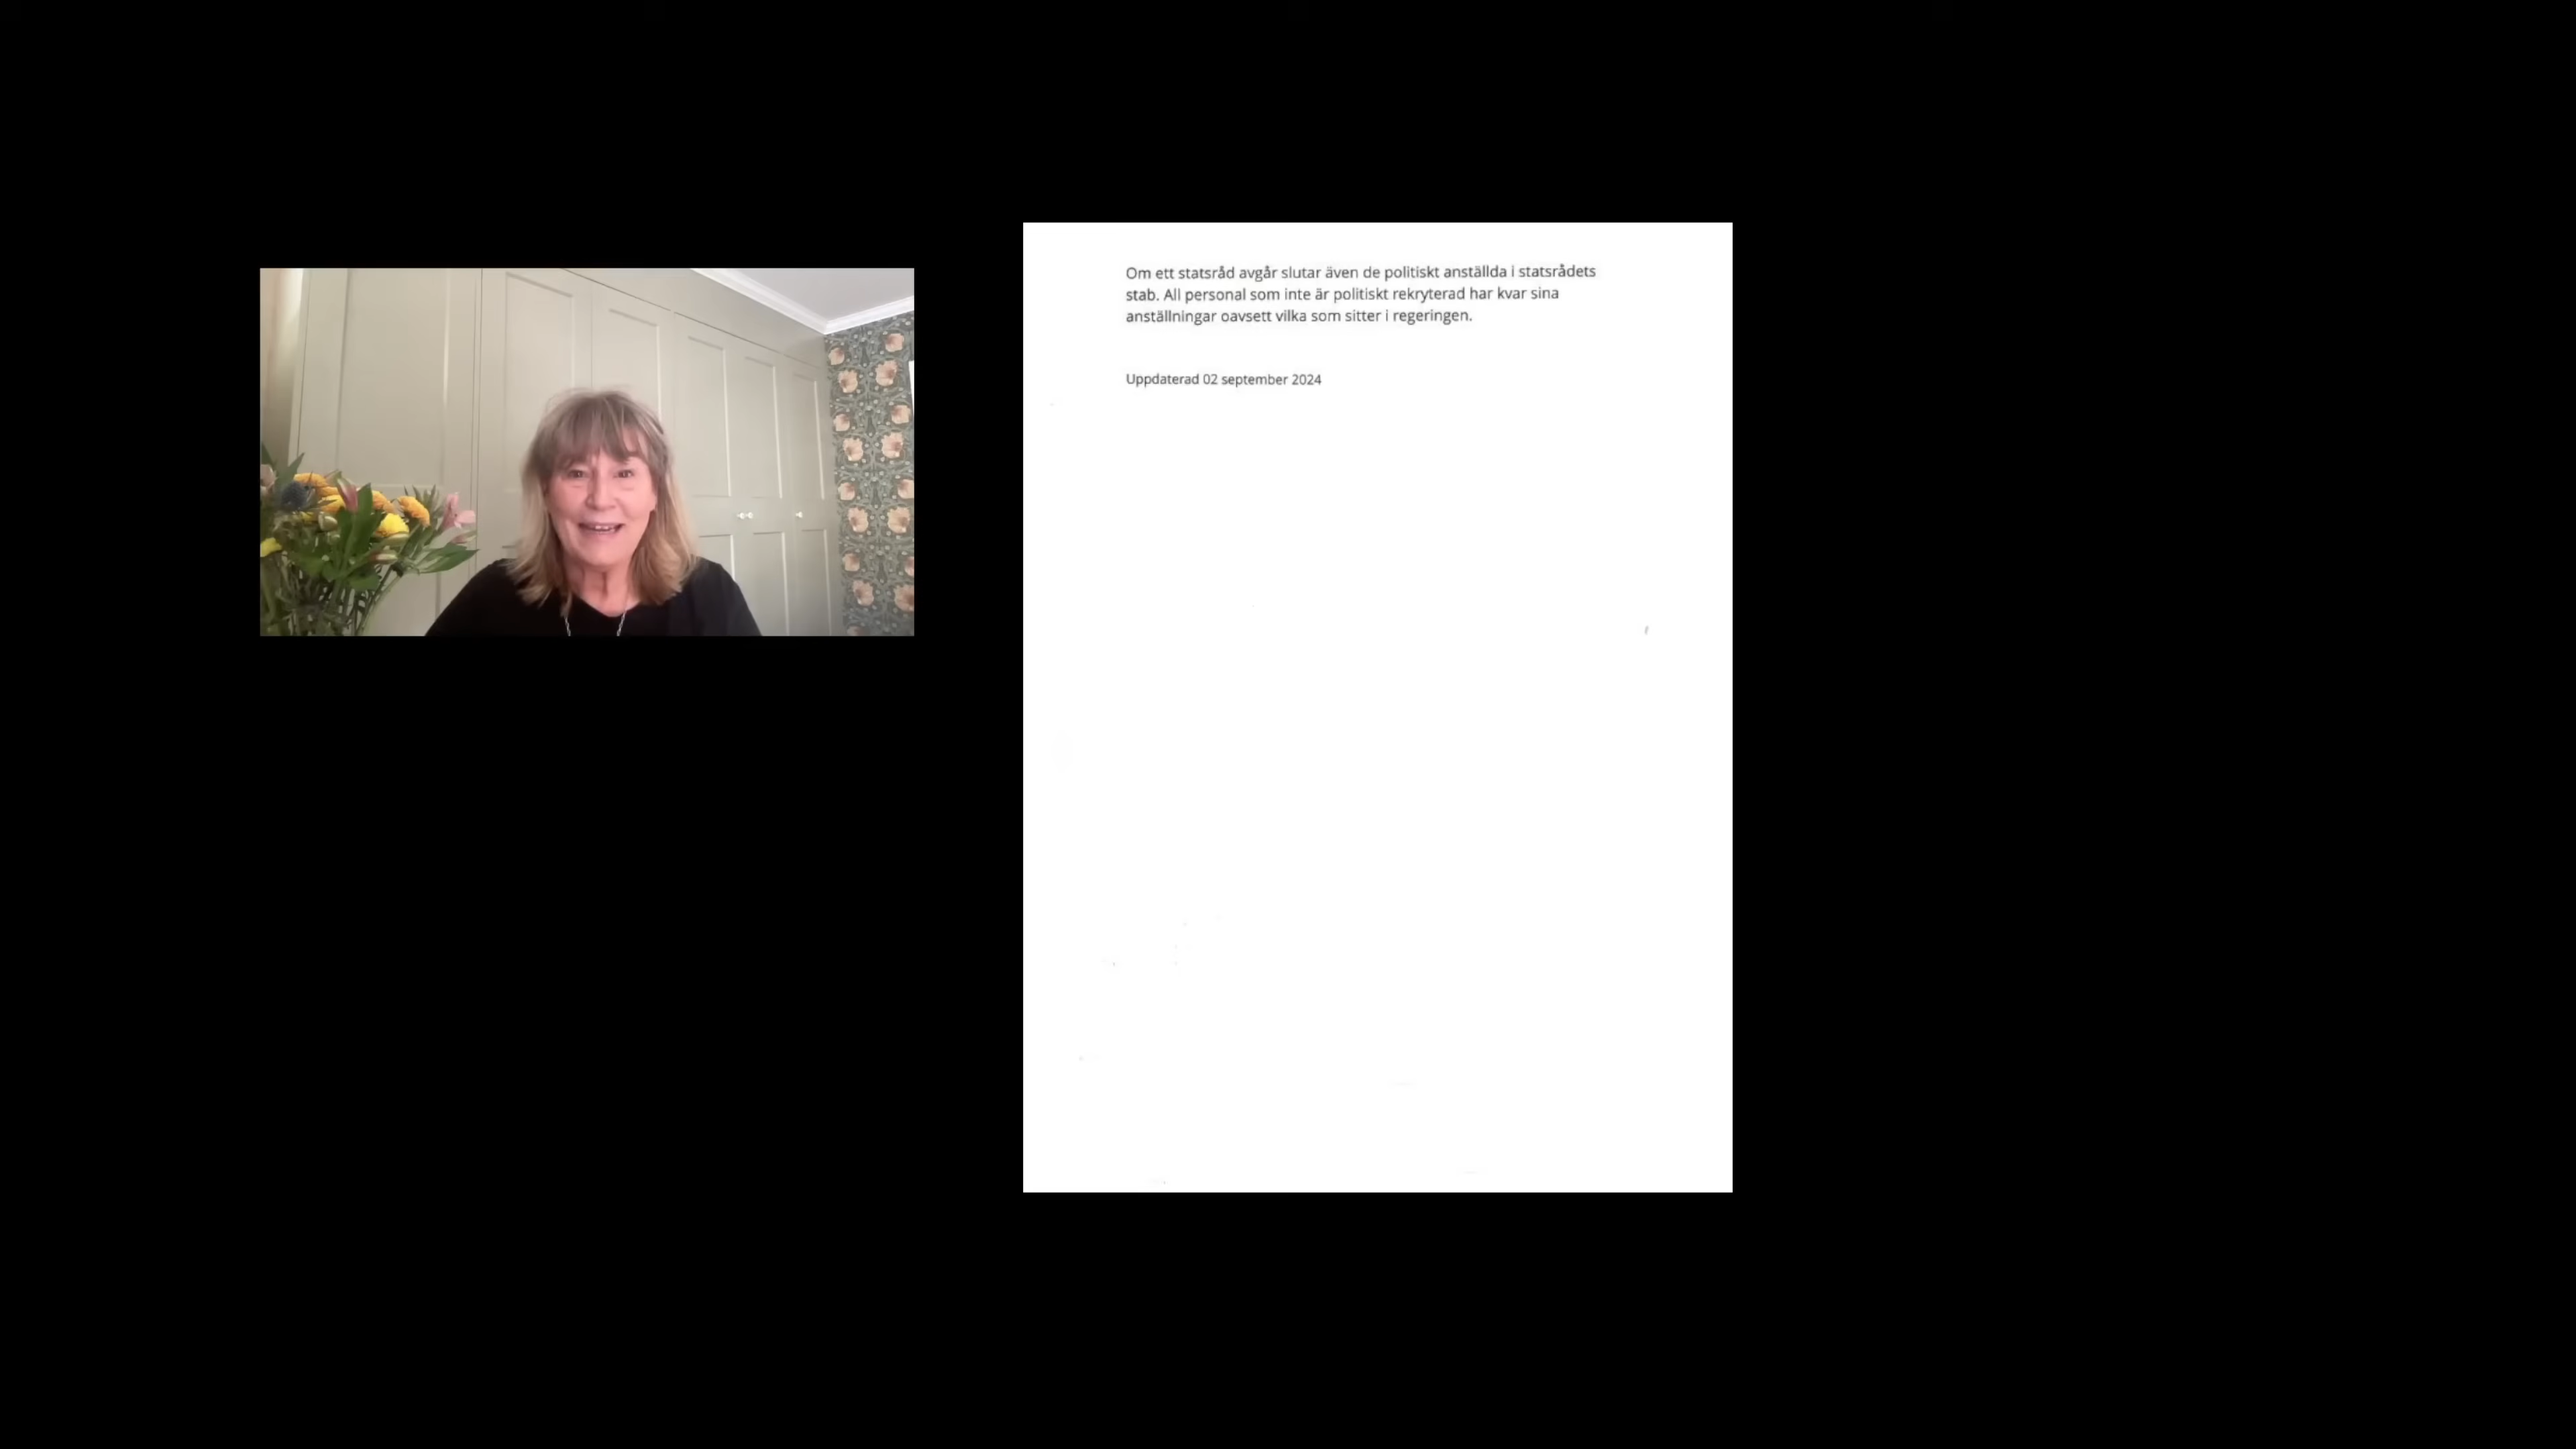 Om ett statsråd avgår slutar även de politiskt anställda i statsrådets
stab. All personal som inte är politiskt rekryterad har kvar sina
anställningar oavsett vilka som sitter i regeringen.
Uppdaterad 02 september 2024